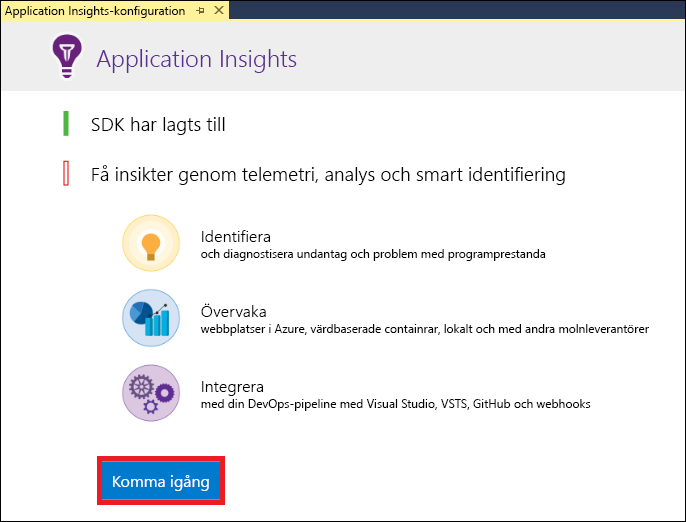 Application Insights-konfiguration
Application Insights
SDK har lagts till
Få insikter genom telemetri, analys och smart identifiering
Identifiera
och diagnostisera undantag och problem med programprestanda
Övervaka
webbplatser i Azure, värdbaserade containrar, lokalt och med andra molnleverantörer
Integrera
med din DevOps-pipeline med Visual Studio, VSTS, GitHub och webhooks
Komma igång